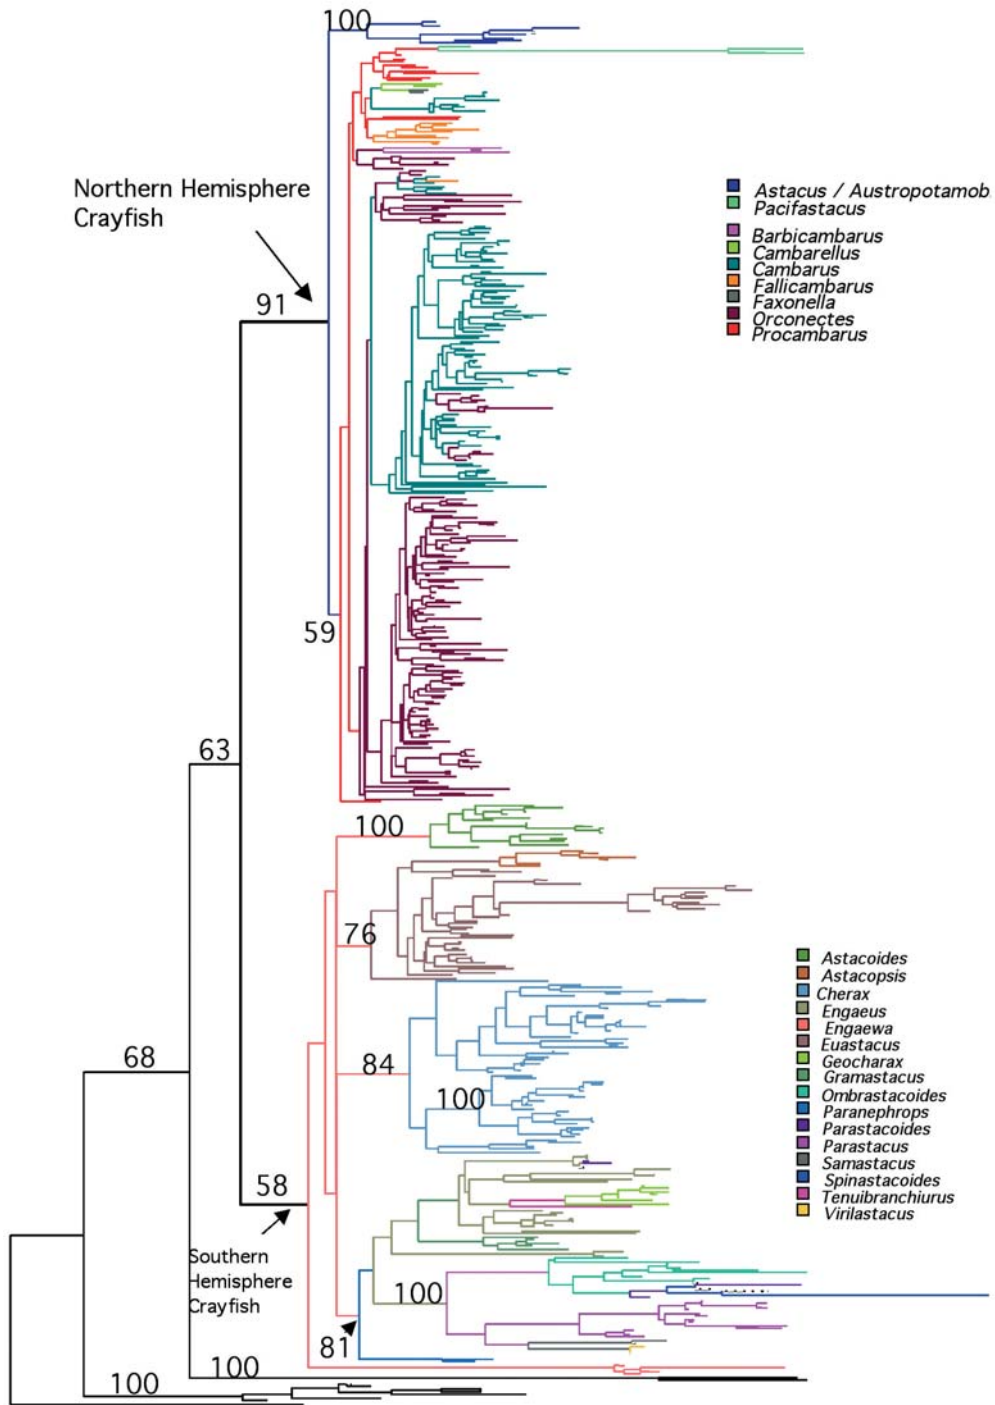 100
Northern Hemisphere
Crayfish
Astacus / Austropotamob
Pacifastacus
Barbicambarus
Cambarellus
Cambarus
Fallicambarus
Faxonella
Orconectes
Procambarus
91
59
63
100
76
Astacoides
Astacopsis
Cherax
Engaeus
Engaewa
Euastacus
Geocharax
Gramastacus
Ombrastacoides
Paranephrops
Parastacoides
Parastacus
Samastacus
Spinastacoides
Tenuibranchiurus
Virilastacus
68
84
100
58
Southern
Hemisphere
Crayfish
100
81
100
100